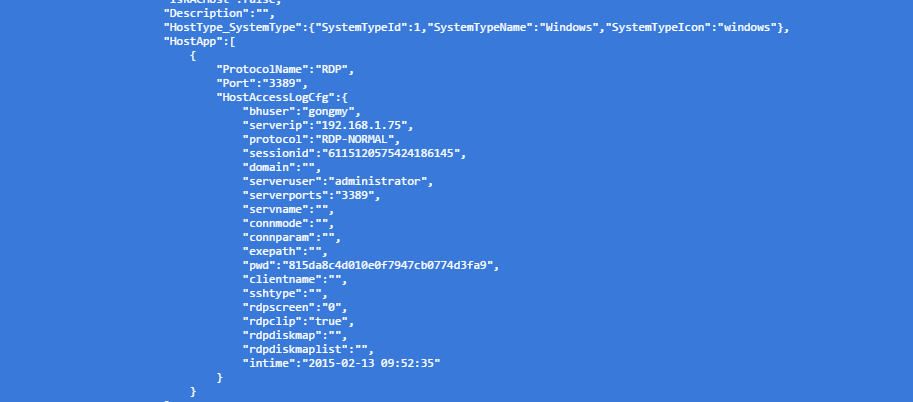 "IsRACHost":false,
"Description":"",
"HostType_SystemType":{"SystemTypeId":1,"SystemTypeName":"Windows","SystemTypeIcon":"windows"},
"HostApp":[
{
"ProtocolName":"RDP",
"Port":"3389",
"HostAccessLogCfg":{
"bhuser":"gongmy",
"serverip":"192.168.1.75",
"protocol":"RDP-NORMAL",
"sessionid":"6115120575424186145",
"domain":"",
"serveruser":"administrator",
"serverports":"3389",
"servname":"",
"connmode":"",
"connparam":"",
"exepath":"",
"pwd":"815da8c4d010e0f7947cb0774d3fa9",
"clientname":"",
"sshtype":"",
"rdpscreen":"0",
"rdpclip":"true",
"rdpdiskmap":"",
"rdpdiskmaplist":"",
"intime":"2015-02-13 09:52:35"
}
}